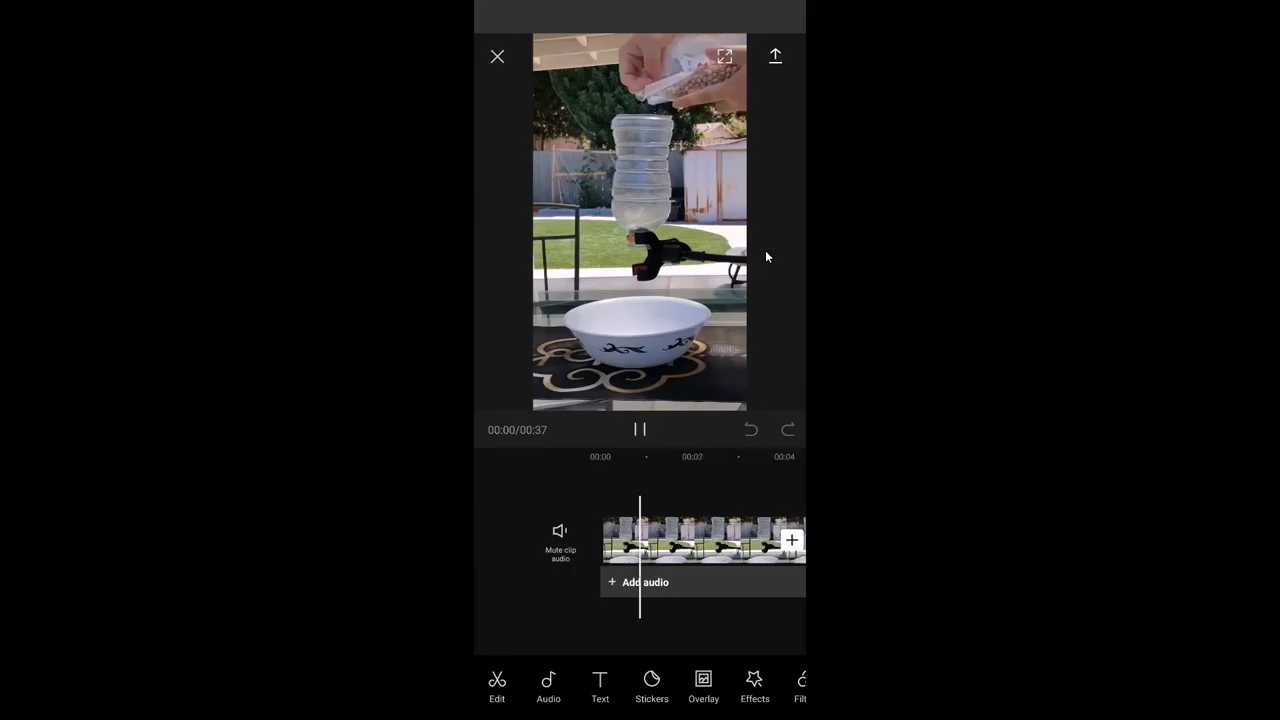 00:00/00:37
00:00 00:02 00:04
Mute clip
audio
+ Add audio
Edit Audio Text Stickers Overlay Effects Filt